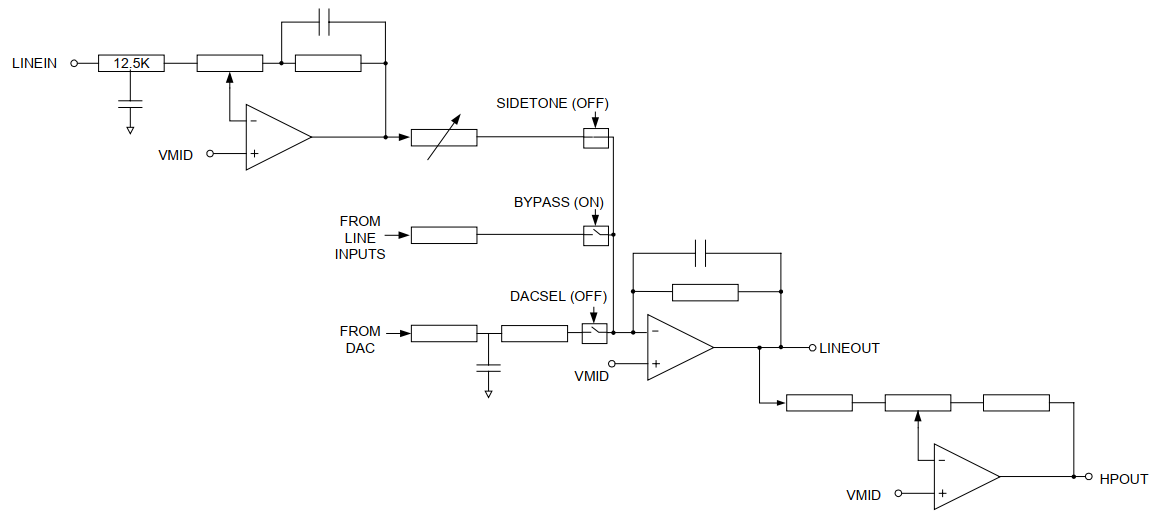 LINEIN
12.5K
VMID
SIDETONE (OFF)
BYPASS (ON)
FROM
LINE
INPUTS
DACSEL (OFF)
FROM
DAC
VMID
LINEOUT
VMID
HPOUT